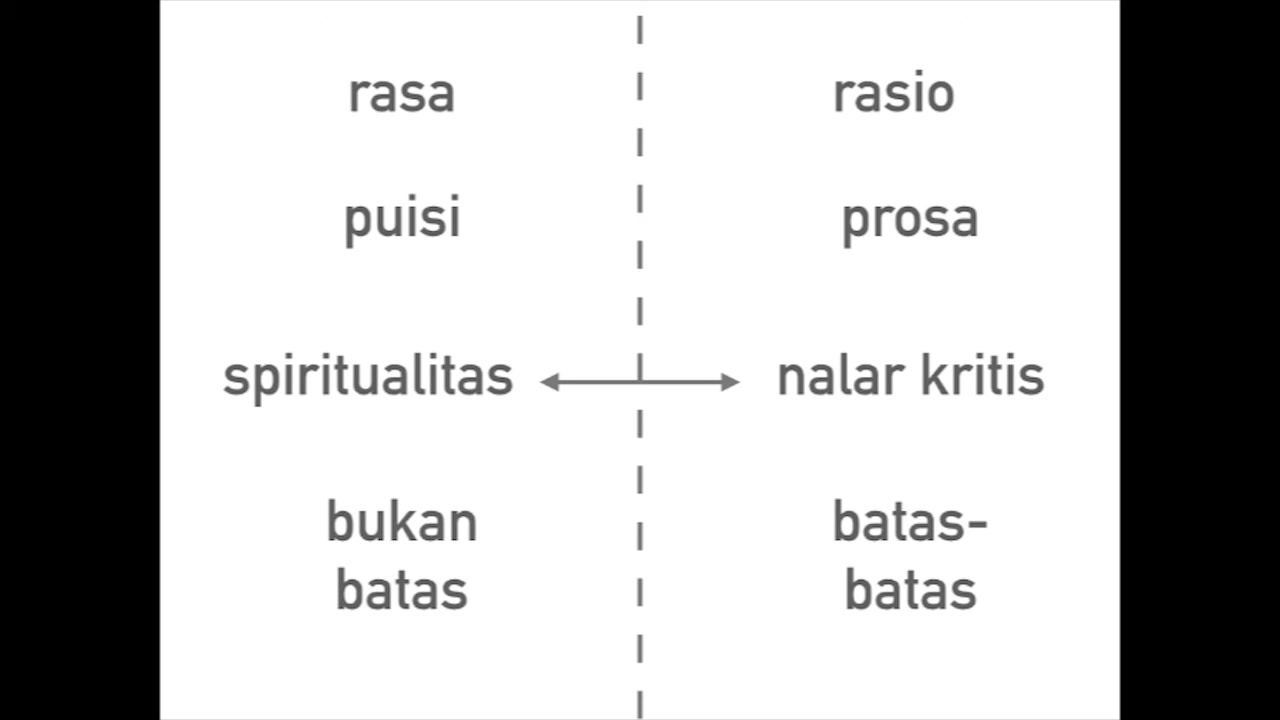 rasa
rasio
puisi
prosa
spiritualitas
nalar kritis
bukan
batas
batas-
batas